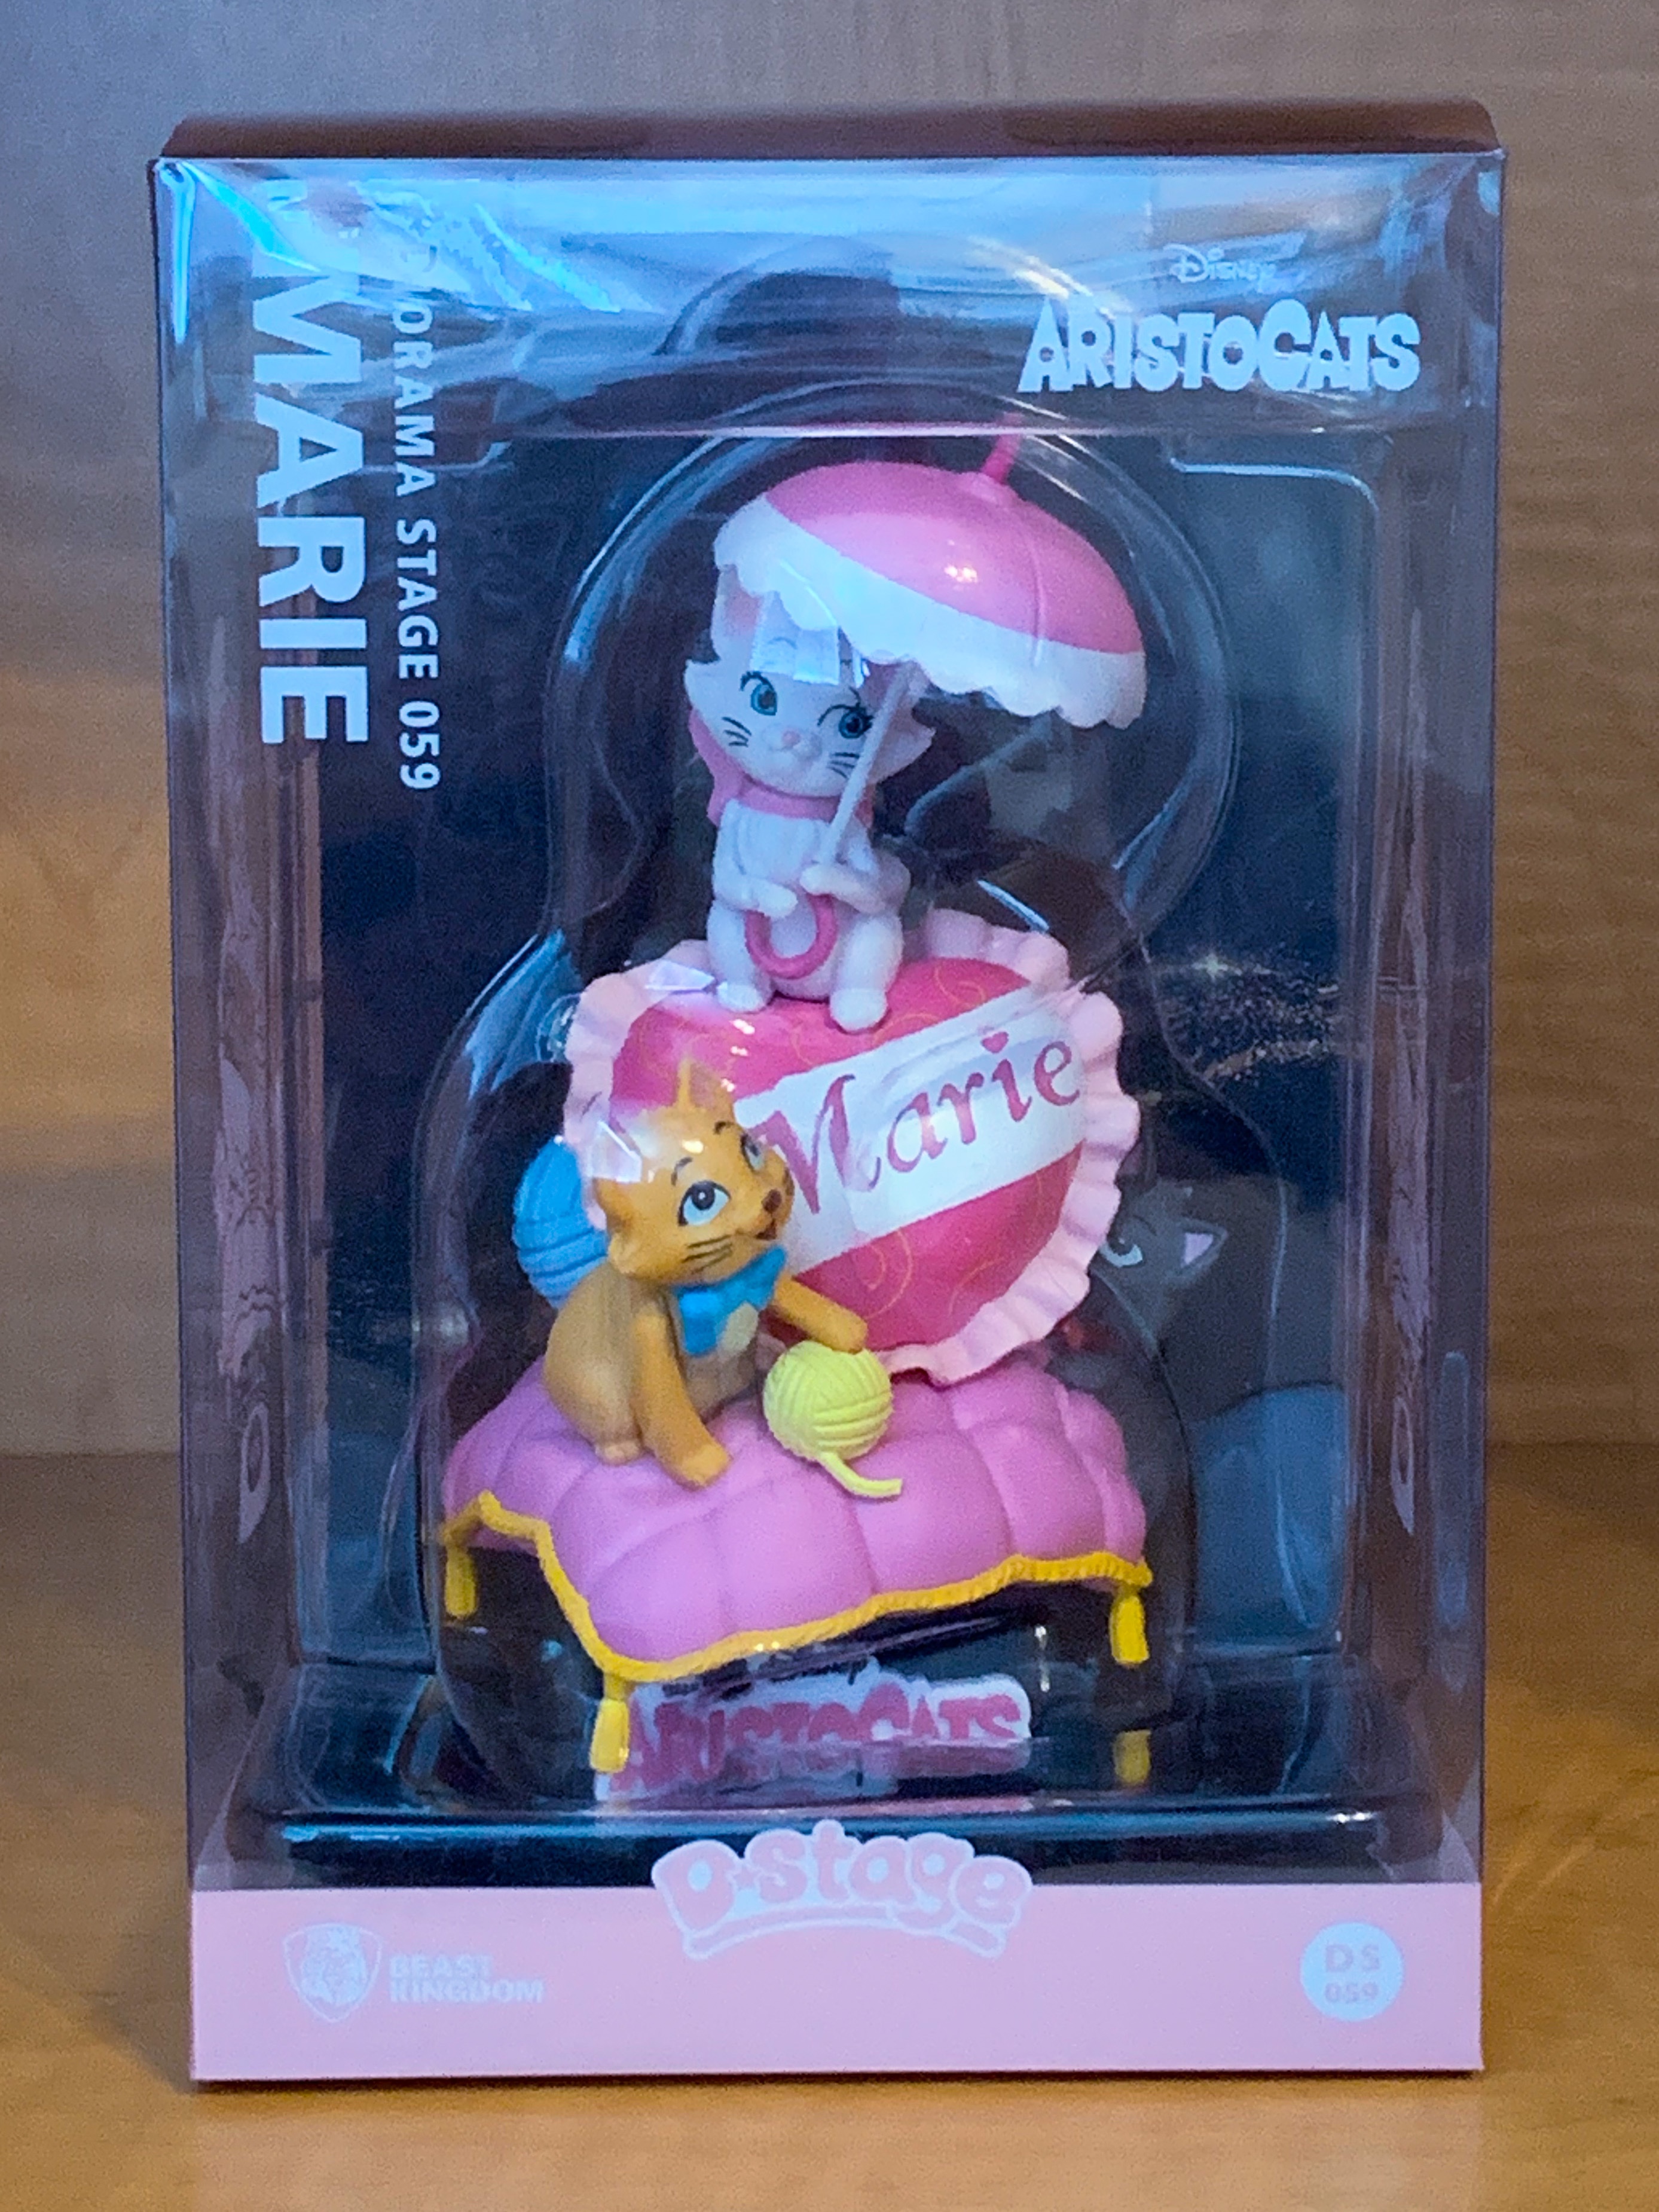 DISNEY
ARISTOCATS
MARIE
DIORAMA STAGE 059
Marie
ARISTOCATS
D-stage
BEAST
KINGDOM
DS
059